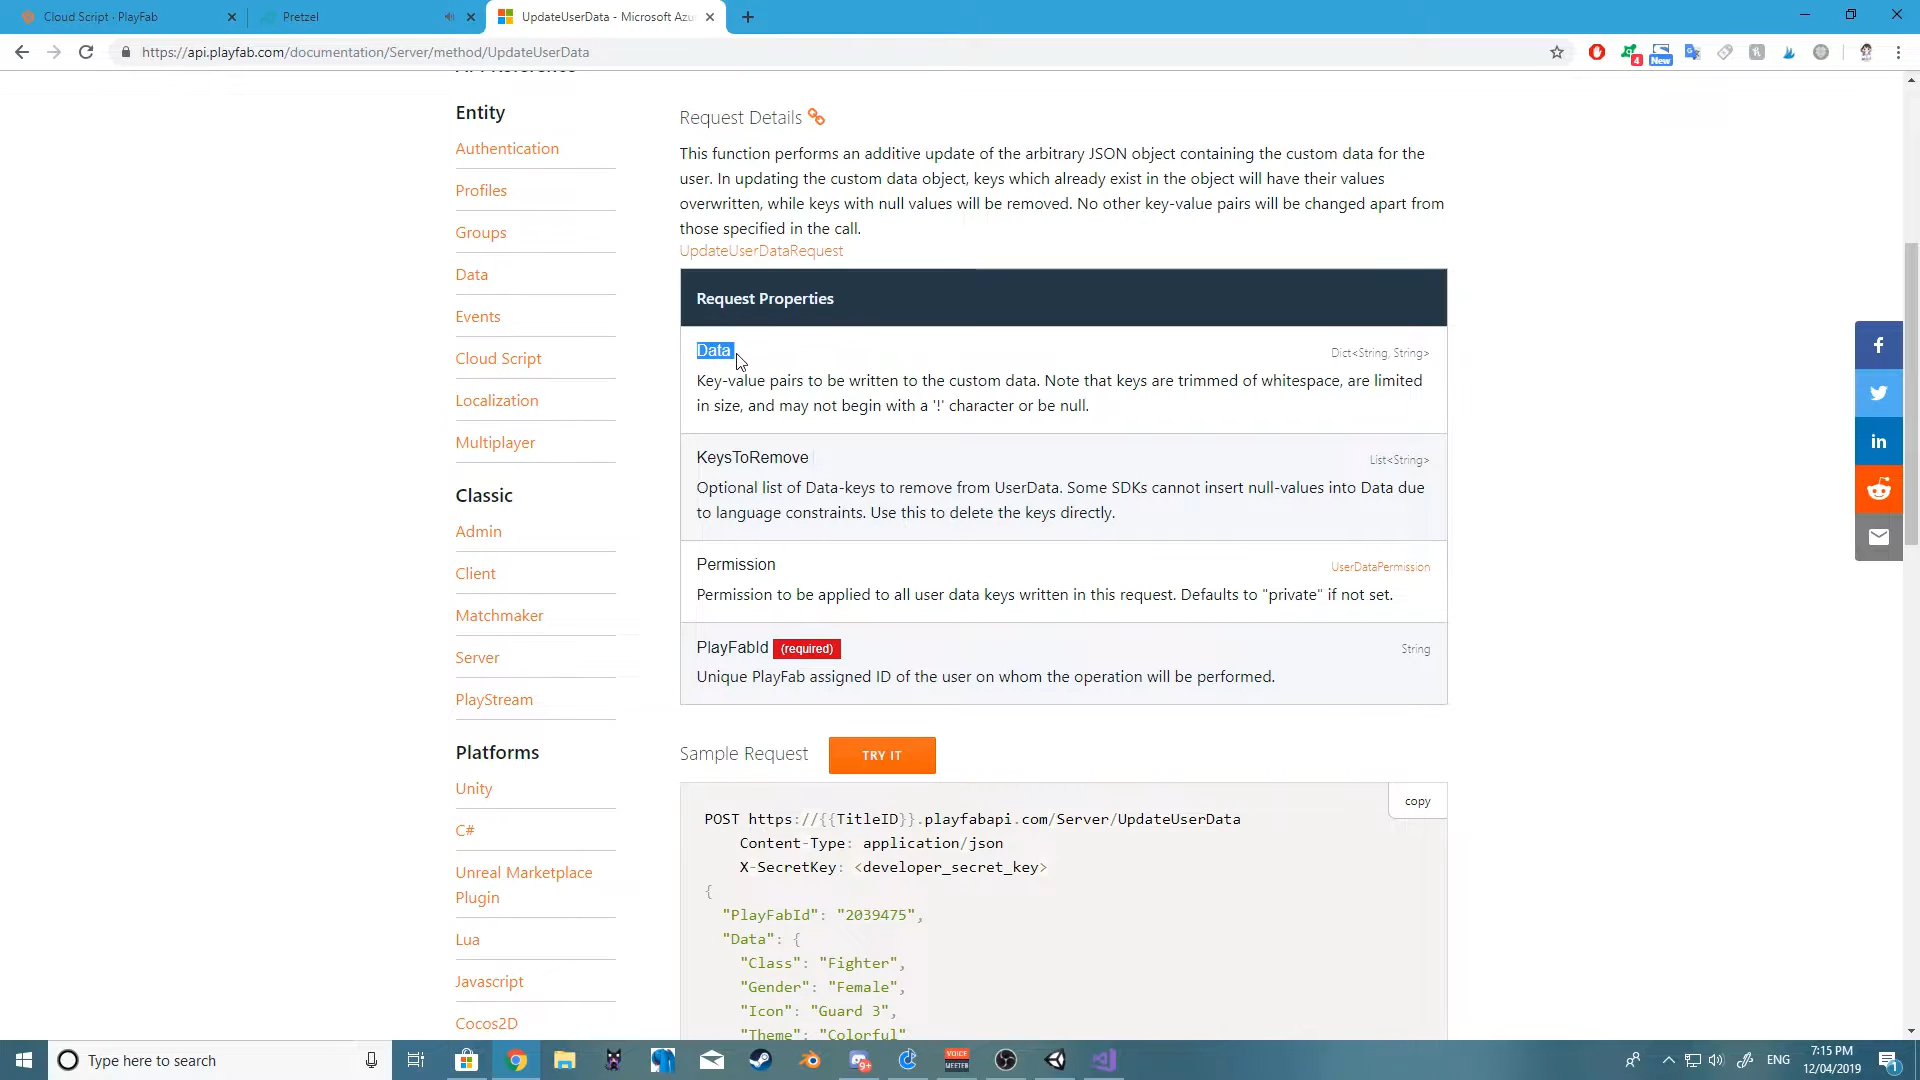 Cloud Script · PlayFab
Pretzel
UpdateUserData - Microsoft Azu
https://api.playfab.com/documentation/Server/method/UpdateUserData
4
New
API Reference
Entity
Authentication
Profiles
Groups
Data
Events
Cloud Script
Localization
Multiplayer
Classic
Admin
Client
Matchmaker
Server
PlayStream
Platforms
Unity
C#
Unreal Marketplace
Plugin
Lua
Javascript
Cocos2D
Request Details
This function performs an additive update of the arbitrary JSON object containing the custom data for the
user. In updating the custom data object, keys which already exist in the object will have their values
overwritten, while keys with null values will be removed. No other key-value pairs will be changed apart from
those specified in the call.
UpdateUserDataRequest
Request Properties
Data Dict<String, String>
Key-value pairs to be written to the custom data. Note that keys are trimmed of whitespace, are limited
in size, and may not begin with a '!' character or be null.
KeysToRemove List<String>
Optional list of Data-keys to remove from UserData. Some SDKs cannot insert null-values into Data due
to language constraints. Use this to delete the keys directly.
Permission UserDataPermission
Permission to be applied to all user data keys written in this request. Defaults to "private" if not set.
PlayFabId (required) String
Unique PlayFab assigned ID of the user on whom the operation will be performed.
Sample Request TRY IT
copy
POST https://{{TitleID}}.playfabapi.com/Server/UpdateUserData
Content-Type: application/json
X-SecretKey: <developer_secret_key>
{
"PlayFabId": "2039475",
"Data": {
"Class": "Fighter",
"Gender": "Female",
"Icon": "Guard 3",
"Theme": "Colorful"
Type here to search
9+
VOICE
MEETER
ENG
7:15 PM
12/04/2019
1